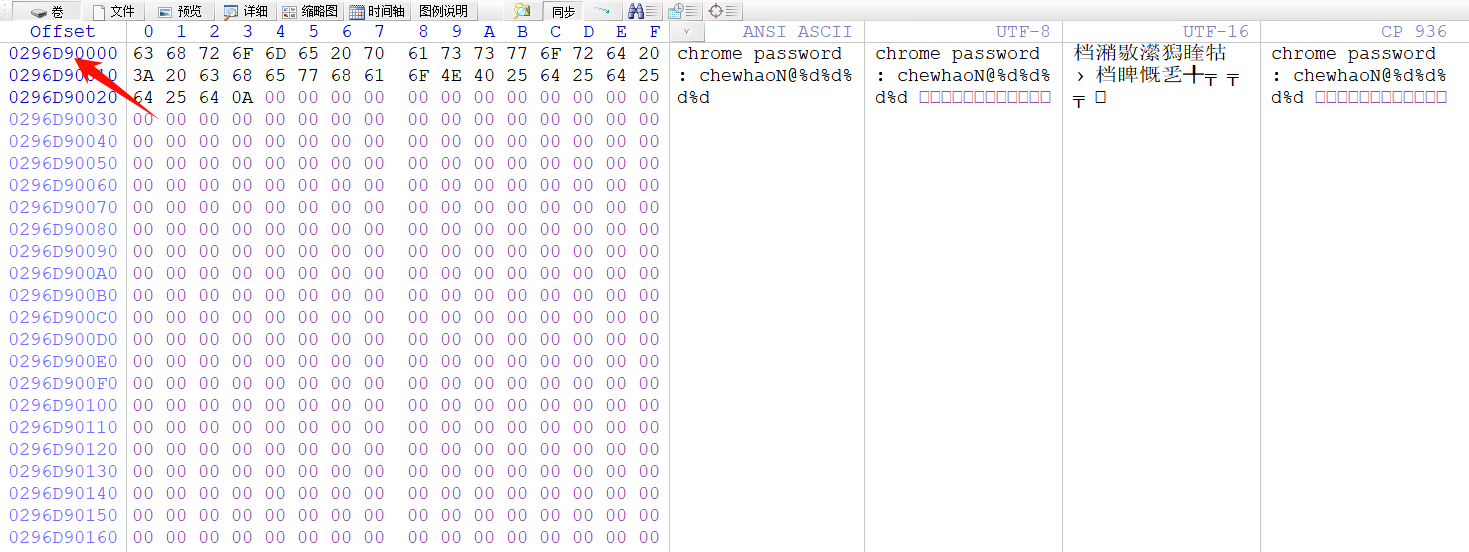 卷 文件 预览 详细 缩略图 时间轴 图例说明 同步
Offset 0 1 2 3 4 5 6 7 8 9 A B C D E F ANSI ASCII UTF-8 UTF-16 CP 936
0296D90000 63 68 72 6F 6D 65 20 70 61 73 73 77 6F 72 64 20 chrome password chrome password chrome password
0296D90010 3A 20 63 68 65 77 68 61 6F 4E 40 25 64 25 64 25 : chewhaoN@%d%d% : chewhaoN@%d%d% : chewhaoN@%d%d%
0296D90020 64 25 64 0A 00 00 00 00 00 00 00 00 00 00 00 00 d%d d%d □□□□□□□□□□□□ d%d □□□□□□□□□□□□
0296D90030 00 00 00 00 00 00 00 00 00 00 00 00 00 00 00 00
0296D90040 00 00 00 00 00 00 00 00 00 00 00 00 00 00 00 00
0296D90050 00 00 00 00 00 00 00 00 00 00 00 00 00 00 00 00
0296D90060 00 00 00 00 00 00 00 00 00 00 00 00 00 00 00 00
0296D90070 00 00 00 00 00 00 00 00 00 00 00 00 00 00 00 00
0296D90080 00 00 00 00 00 00 00 00 00 00 00 00 00 00 00 00
0296D90090 00 00 00 00 00 00 00 00 00 00 00 00 00 00 00 00
0296D900A0 00 00 00 00 00 00 00 00 00 00 00 00 00 00 00 00
0296D900B0 00 00 00 00 00 00 00 00 00 00 00 00 00 00 00 00
0296D900C0 00 00 00 00 00 00 00 00 00 00 00 00 00 00 00 00
0296D900D0 00 00 00 00 00 00 00 00 00 00 00 00 00 00 00 00
0296D900E0 00 00 00 00 00 00 00 00 00 00 00 00 00 00 00 00
0296D900F0 00 00 00 00 00 00 00 00 00 00 00 00 00 00 00 00
0296D90100 00 00 00 00 00 00 00 00 00 00 00 00 00 00 00 00
0296D90110 00 00 00 00 00 00 00 00 00 00 00 00 00 00 00 00
0296D90120 00 00 00 00 00 00 00 00 00 00 00 00 00 00 00 00
0296D90130 00 00 00 00 00 00 00 00 00 00 00 00 00 00 00 00
0296D90140 00 00 00 00 00 00 00 00 00 00 00 00 00 00 00 00
0296D90150 00 00 00 00 00 00 00 00 00 00 00 00 00 00 00 00
0296D90160 00 00 00 00 00 00 00 00 00 00 00 00 00 00 00 00